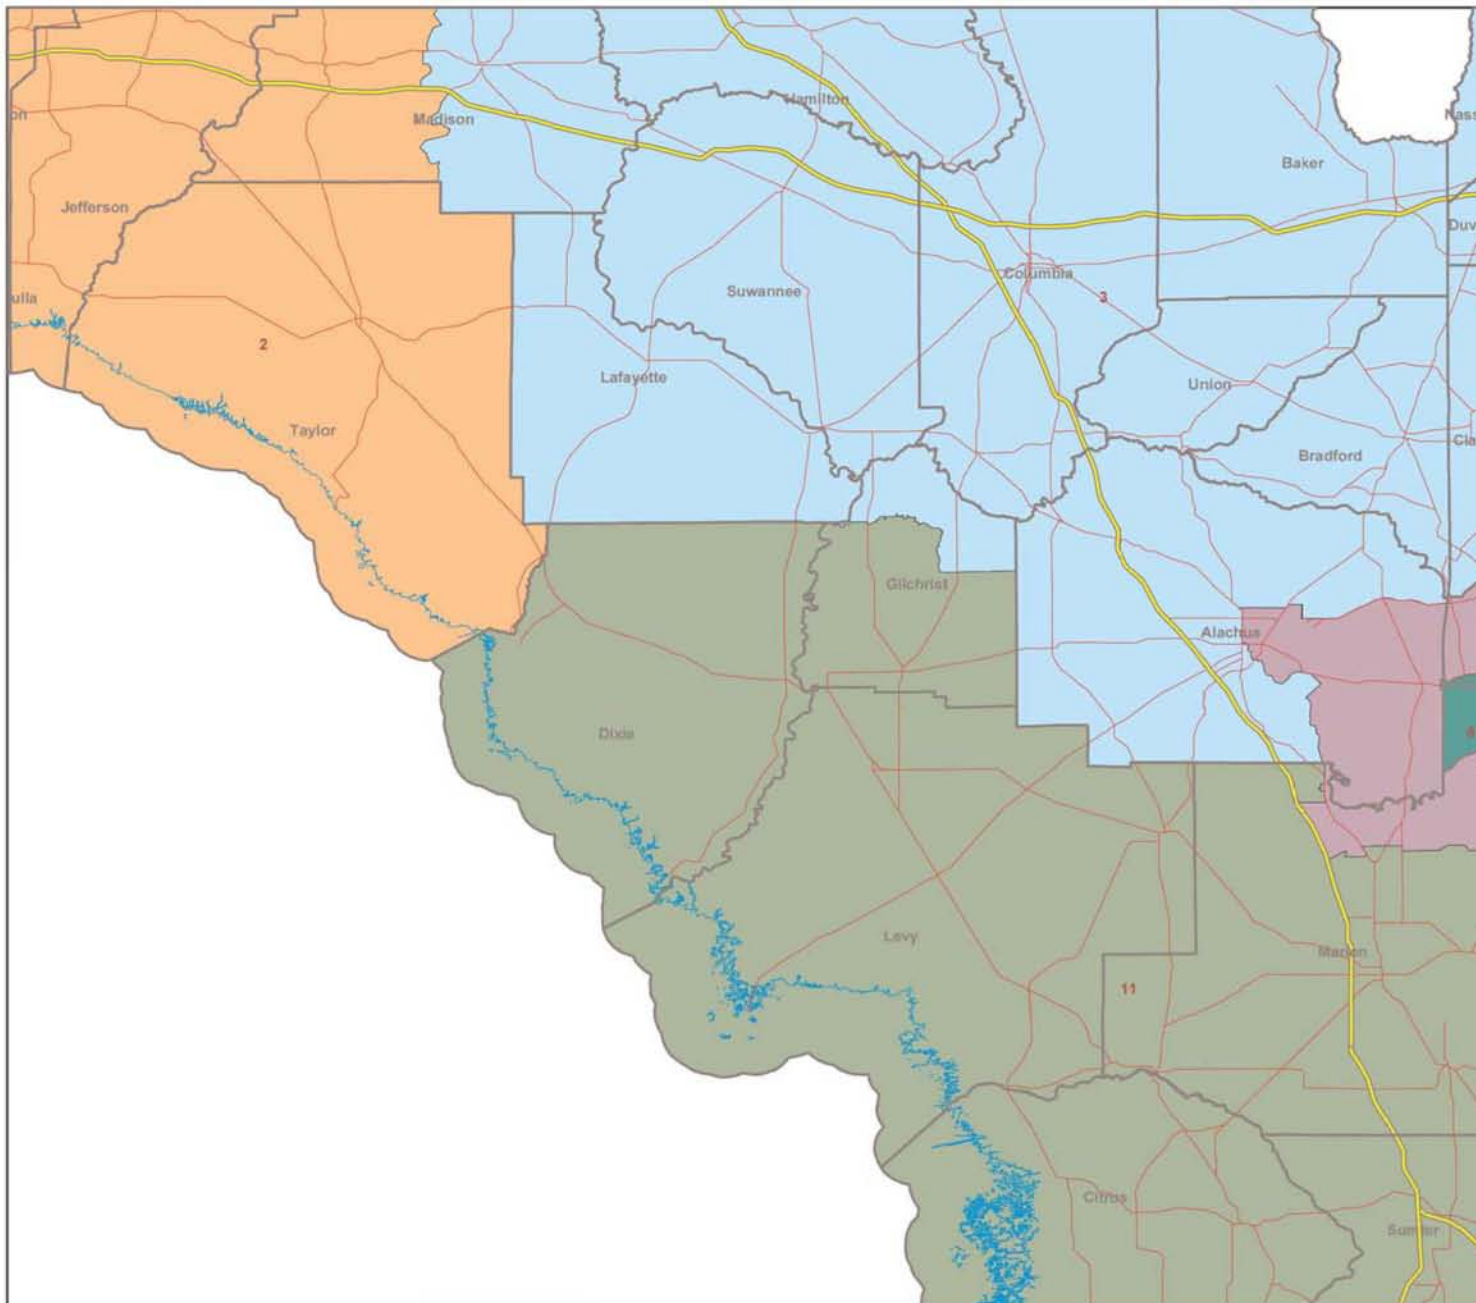 Hamilton
Madison
Baker
Jefferson
Columbia
Suwannee
3
ulla
2
Lafayette
Union
Taylor
Bradford
Gilchrist
Alachua
Dixie
Levy
Marion
11
Citrus
Sumter